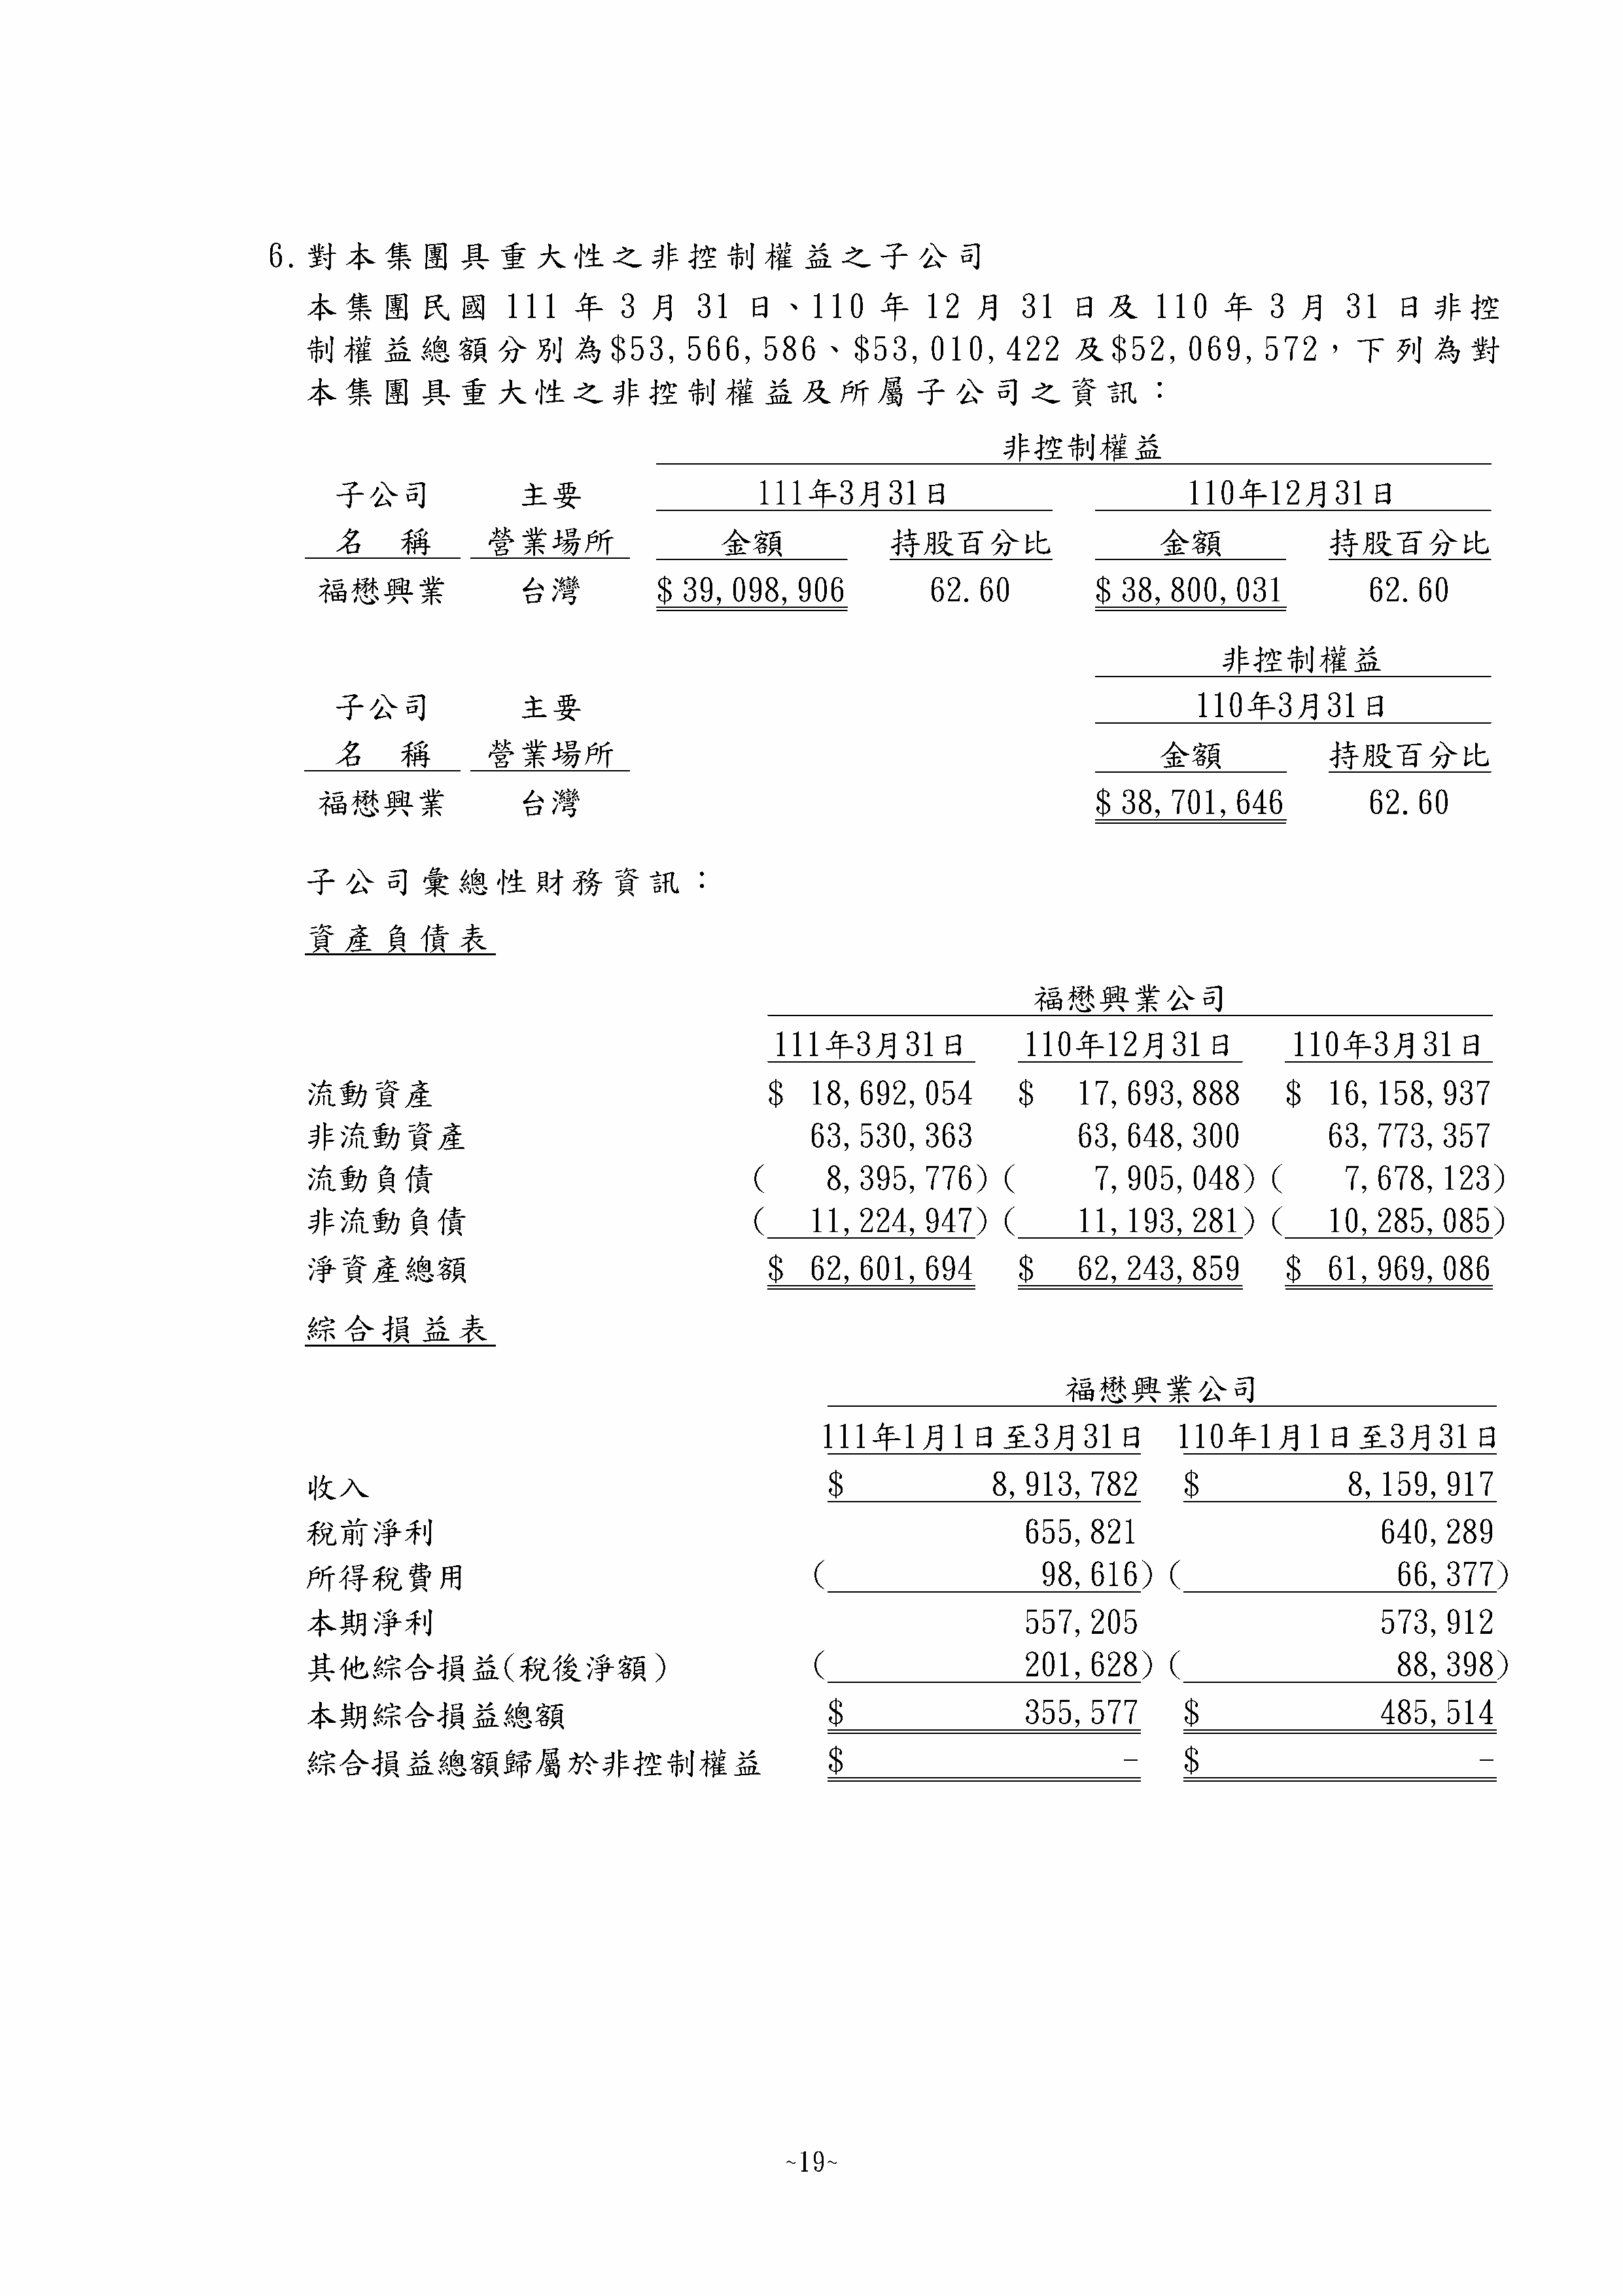 6.對本集團具重大性之非控制權益之子公司
本集團民國 111 年 3 月 31 日、110 年 12 月 31 日及 110 年 3 月 31 日非控
制權益總額分別為$53,566,586、$53,010,422 及$52,069,572，下列為對
本集團具重大性之非控制權益及所屬子公司之資訊：
非控制權益
子公司 主要 111年3月31日 110年12月31日
名 稱 營業場所 金額 持股百分比 金額 持股百分比
福懋興業 台灣 $ 39,098,906 62.60 $ 38,800,031 62.60
非控制權益
子公司 主要 110年3月31日
名 稱 營業場所 金額 持股百分比
福懋興業 台灣 $ 38,701,646 62.60
子公司彙總性財務資訊：
資產負債表
福懋興業公司
111年3月31日 110年12月31日 110年3月31日
流動資產 $ 18,692,054 $ 17,693,888 $ 16,158,937
非流動資產 63,530,363 63,648,300 63,773,357
流動負債 ( 8,395,776) ( 7,905,048) ( 7,678,123)
非流動負債 ( 11,224,947) ( 11,193,281) ( 10,285,085)
淨資產總額 $ 62,601,694 $ 62,243,859 $ 61,969,086
綜合損益表
福懋興業公司
111年1月1日至3月31日 110年1月1日至3月31日
收入 $ 8,913,782 $ 8,159,917
稅前淨利 655,821 640,289
所得稅費用 ( 98,616) ( 66,377)
本期淨利 557,205 573,912
其他綜合損益(稅後淨額) ( 201,628) ( 88,398)
本期綜合損益總額 $ 355,577 $ 485,514
綜合損益總額歸屬於非控制權益 $ - $ -
~19~